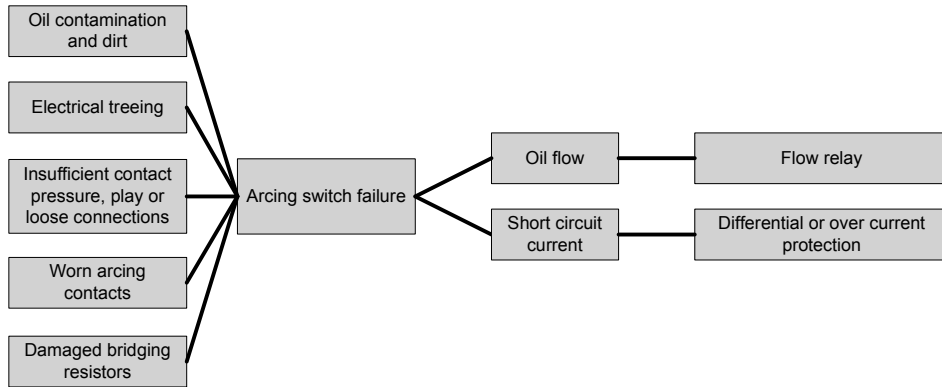 Oil contamination
and dirt
Electrical treeing
Insufficient contact
pressure, play or
loose connections
Worn arcing
contacts
Damaged bridging
resistors
Arcing switch failure
Oil flow
Short circuit
current
Flow relay
Differential or over current
protection